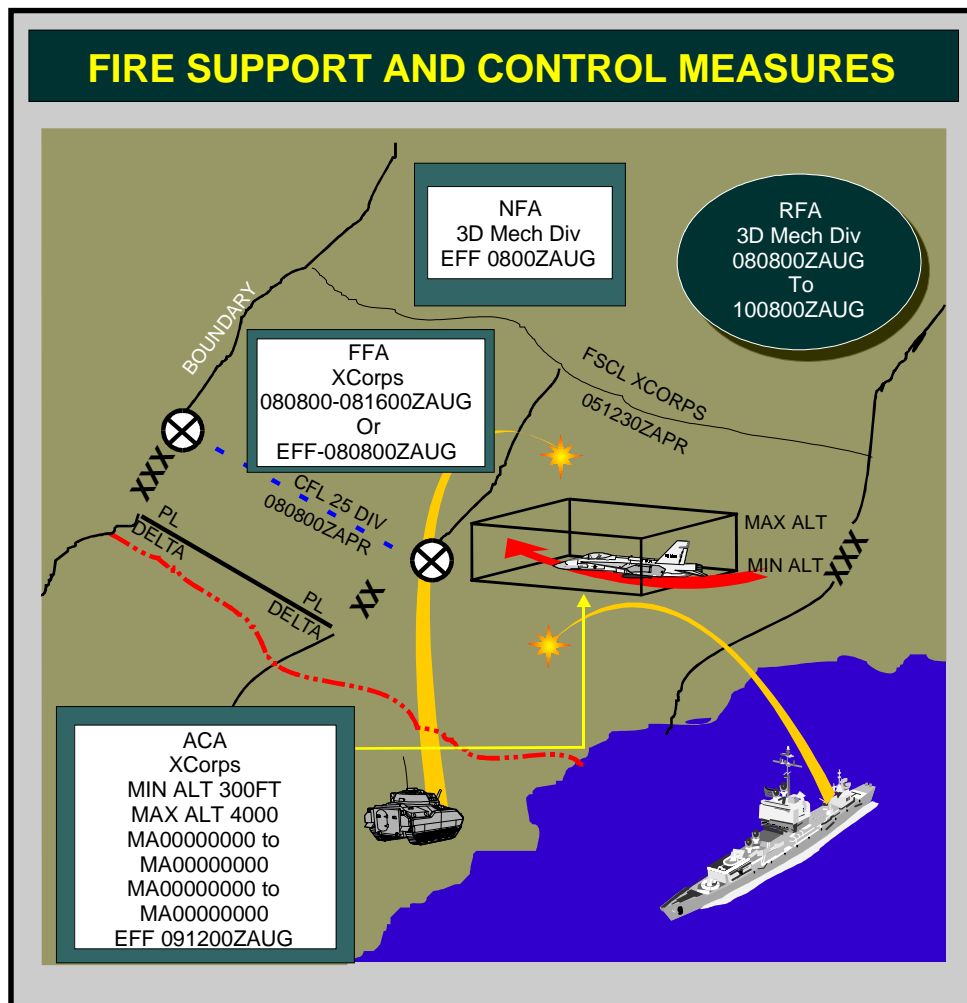 FIRE SUPPORT AND CONTROL MEASURES
NFA
3D Mech Div
EFF 0800ZAUG
RFA
3D Mech Div
080800ZAUG
To
100800ZAUG
BOUNDARY
FFA
XCorps
080800-081600ZAUG
Or
EFF-080800ZAUG
FSCL XCORPS
051230ZAPR
XXX
CFL 25 DIV
080800ZAPR
PL
DELTA
PL
DELTA
XX
MAX ALT
MIN ALT
XXX
ACA
XCorps
MIN ALT 300FT
MAX ALT 4000
MA00000000 to
MA00000000
MA00000000 to
MA00000000
EFF 091200ZAUG